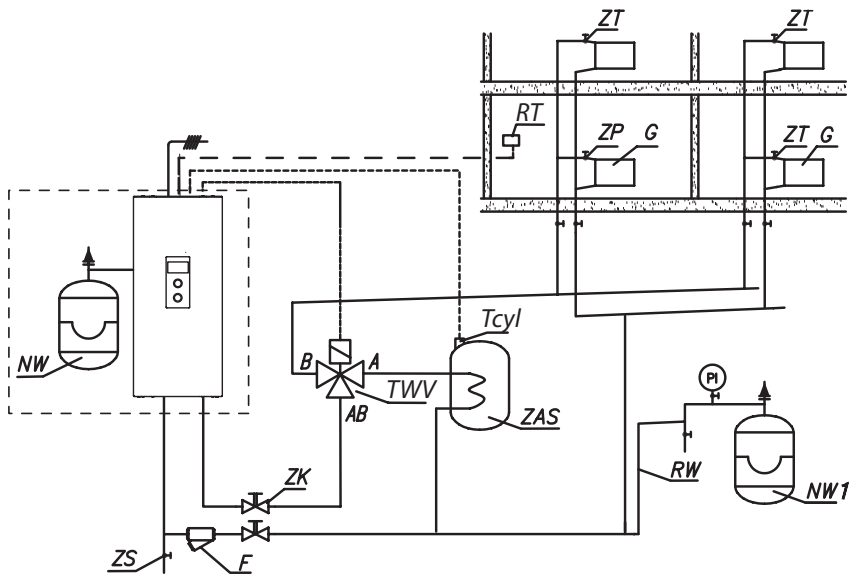 ZT ZT
RT
ZP G ZT G
Tcyl
NW
B A
TWV
AB ZAS
PI
ZK
RW NW1
ZS F